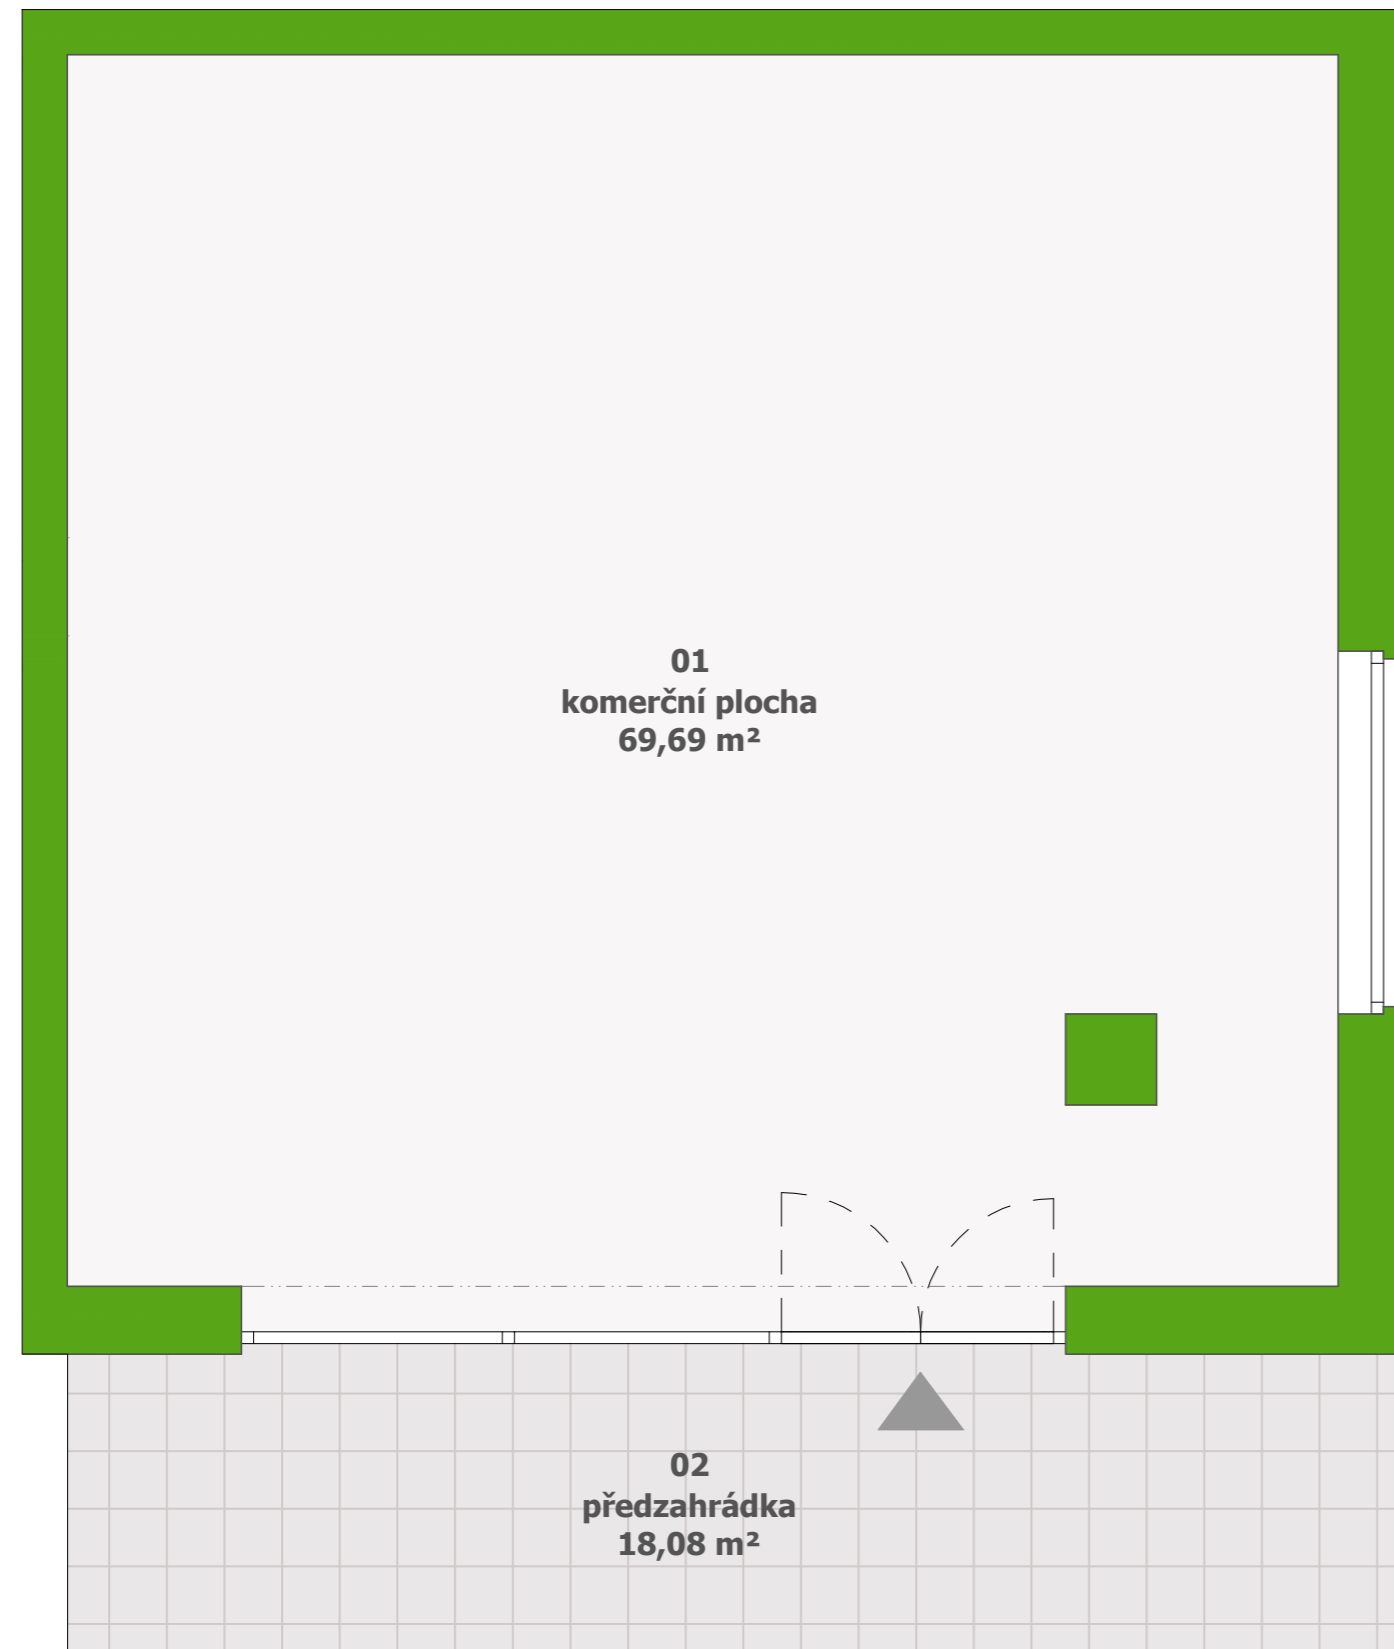 01
komerční plocha
69,69 m²
02
předzahrádka
18,08 m²